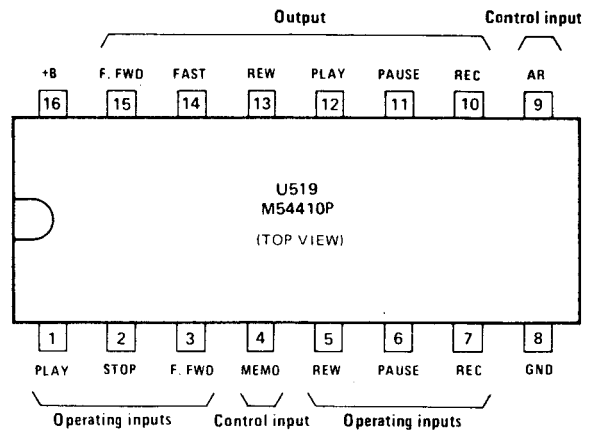 Output Control input
+B F. FWD FAST REW PLAY PAUSE REC AR
16 15 14 13 12 11 10 9
U519
M54410P
(TOP VIEW)
1 2 3 4 5 6 7 8
PLAY STOP F. FWD MEMO REW PAUSE REC GND
Operating inputs Control input Operating inputs